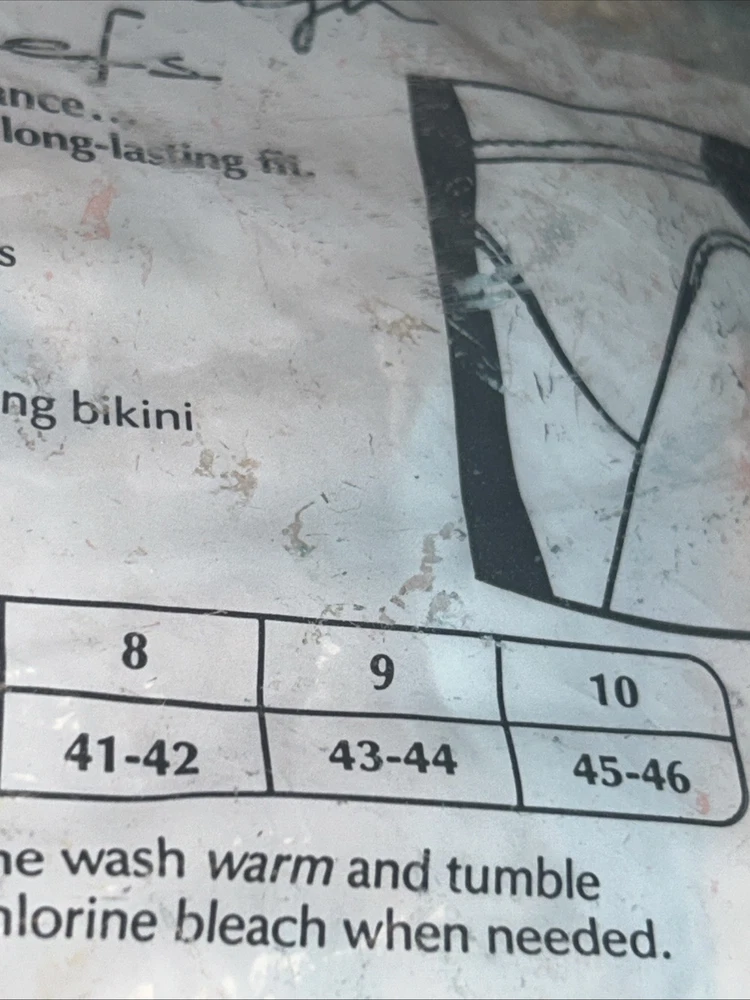 efs
ance...
long-lasting fit.
s
ng bikini
8 9 10
41-42 43-44 45-46
ne wash warm and tumble
hlorine bleach when needed.